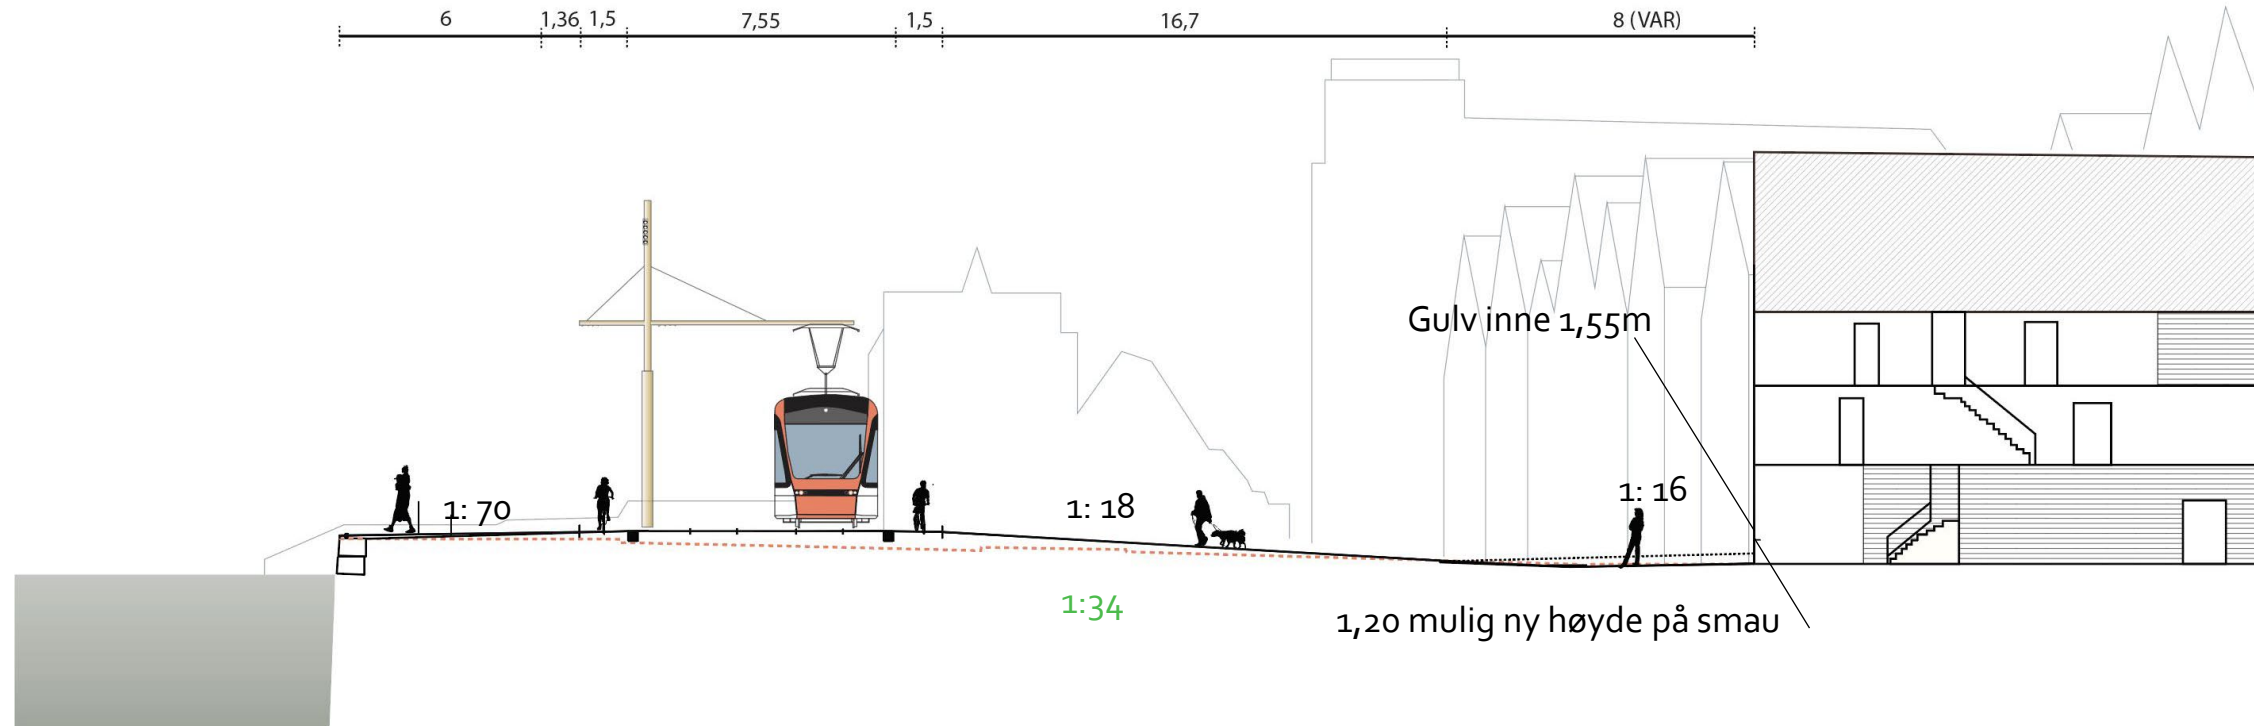 6 1,36 1,5 7,55 1,5 16,7 8 (VAR)
Gulv inne 1,55m
1: 70 1: 18 1: 16
1:34
1,20 mulig ny høyde på smau